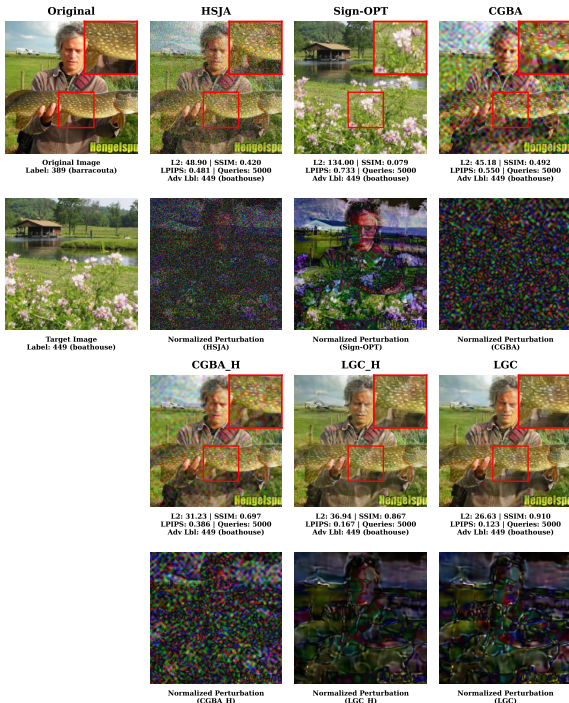 Original
HSJA
Sign-OPT
CGBA
Hengelspu
Hengelspu
Hengelspu
Original Image
Label: 389 (barracouta)
L2: 48.90 | SSIM: 0.420
LPIPS: 0.481 | Queries: 5000
Adv Lbl: 449 (boathouse)
L2: 134.00 | SSIM: 0.079
LPIPS: 0.733 | Queries: 5000
Adv Lbl: 449 (boathouse)
L2: 45.18 | SSIM: 0.492
LPIPS: 0.550 | Queries: 5000
Adv Lbl: 449 (boathouse)
Target Image
Label: 449 (boathouse)
Normalized Perturbation
(HSJA)
Normalized Perturbation
(Sign-OPT)
Normalized Perturbation
(CGBA)
CGBA_H
LGC_H
LGC
Hengelspu
Hengelspu
Hengelspu
L2: 31.23 | SSIM: 0.697
LPIPS: 0.386 | Queries: 5000
Adv Lbl: 449 (boathouse)
L2: 36.94 | SSIM: 0.867
LPIPS: 0.167 | Queries: 5000
Adv Lbl: 449 (boathouse)
L2: 26.63 | SSIM: 0.910
LPIPS: 0.123 | Queries: 5000
Adv Lbl: 449 (boathouse)
Normalized Perturbation
(CGBA_H)
Normalized Perturbation
(LGC_H)
Normalized Perturbation
(LGC)